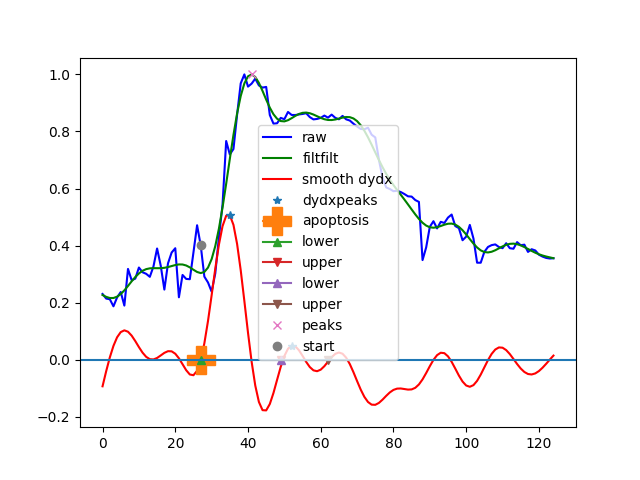 1.0
0.8
0.6
0.4
0.2
0.0
−0.2
0
20
40
60
80
100
120
raw
filtfilt
smooth dydx
dydxpeaks
apoptosis
lower
upper
lower
upper
peaks
start